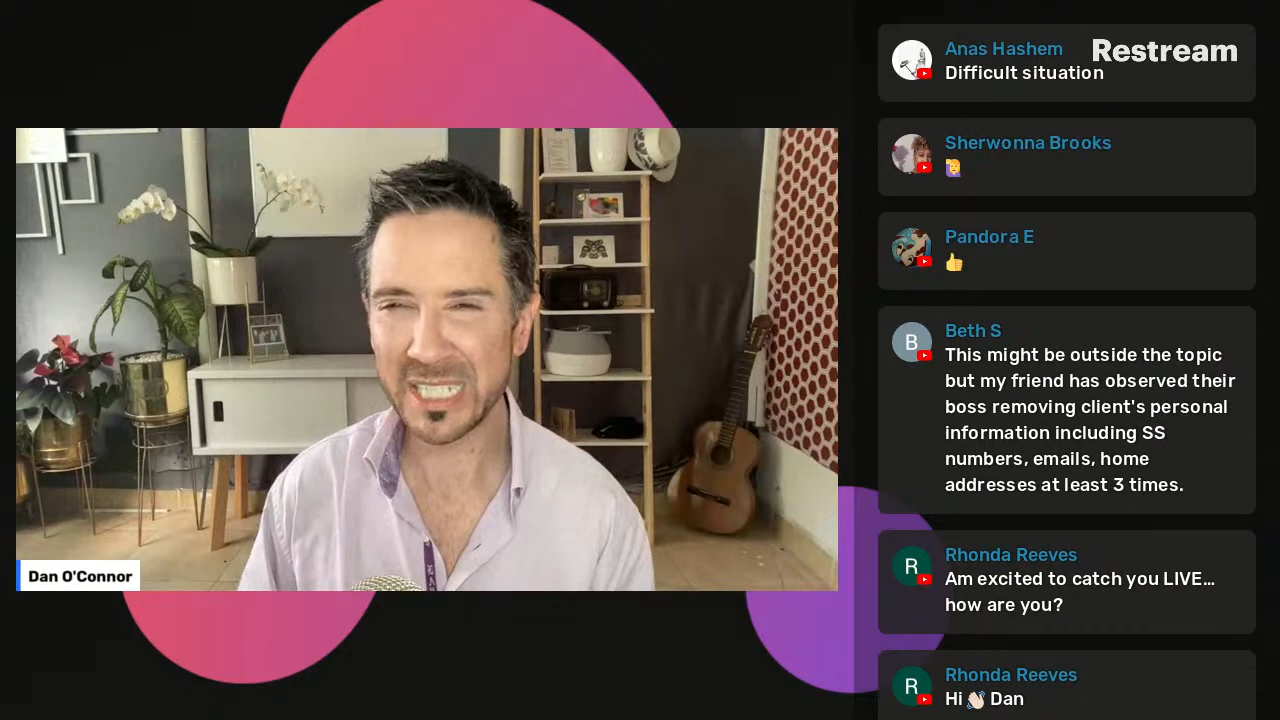 Anas Hashem
Restream
Difficult situation
Sherwonna Brooks
Pandora E
B
Beth S
This might be outside the topic
but my friend has observed their
boss removing client's personal
information including SS
numbers, emails, home
addresses at least 3 times.
R
Rhonda Reeves
Am excited to catch you LIVE...
how are you?
Dan O'Connor
R
Rhonda Reeves
Hi 👋🏻 Dan